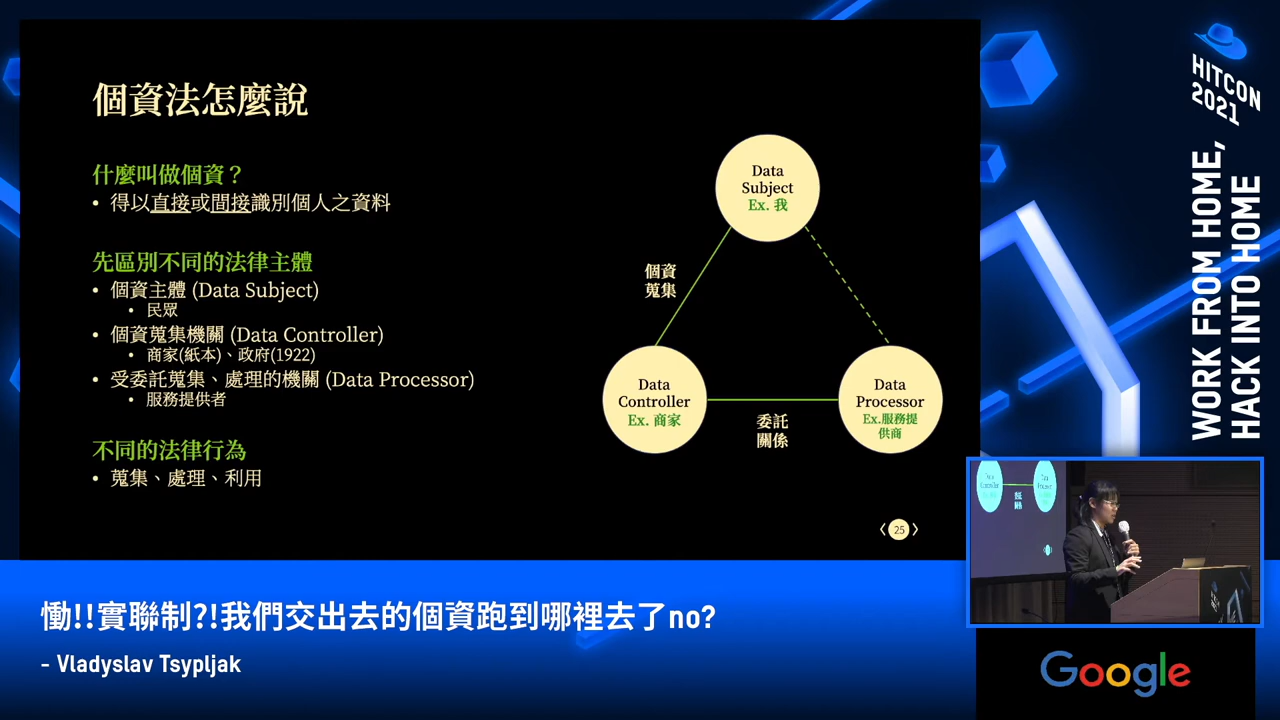 個資法怎麼說
什麼叫做個資？
• 得以直接或間接識別個人之資料
先區別不同的法律主體
• 個資主體 (Data Subject)
• 民眾
• 個資蒐集機關 (Data Controller)
• 商家(紙本)、政府(1922)
• 受委託蒐集、處理的機關 (Data Processor)
• 服務提供者
不同的法律行為
• 蒐集、處理、利用
Data
Subject
Ex. 我
個資
蒐集
Data
Controller
Ex. 商家
委託
關係
Data
Processor
Ex.服務提
供商
25
HITCON
2021
WORK FROM HOME,
HACK INTO HOME
慟!!實聯制?!我們交出去的個資跑到哪裡去了no?
- Vladyslav Tsypljak
Google